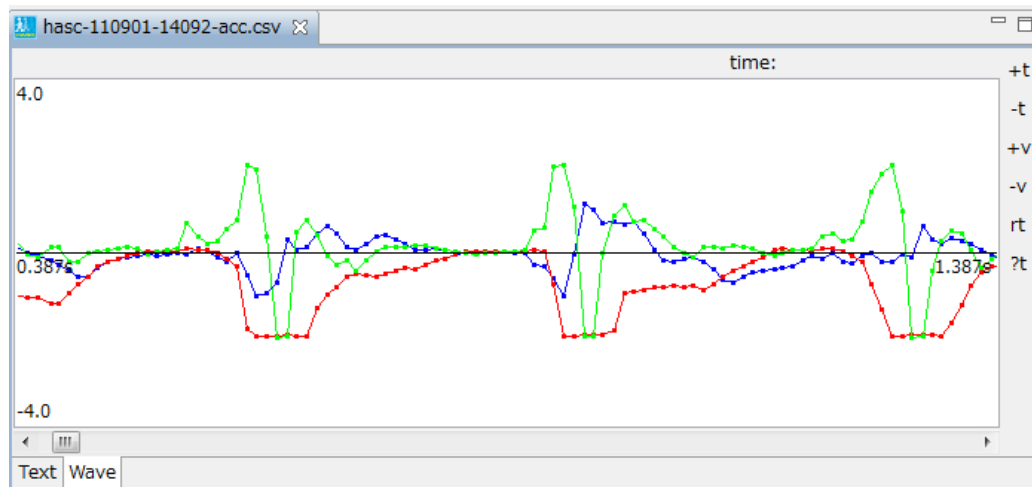 hasc-110901-14092-acc.csv
time:
+t
4.0
-t
+v
-v
rt
0.387s
1.387s
?t
-4.0
Text
Wave